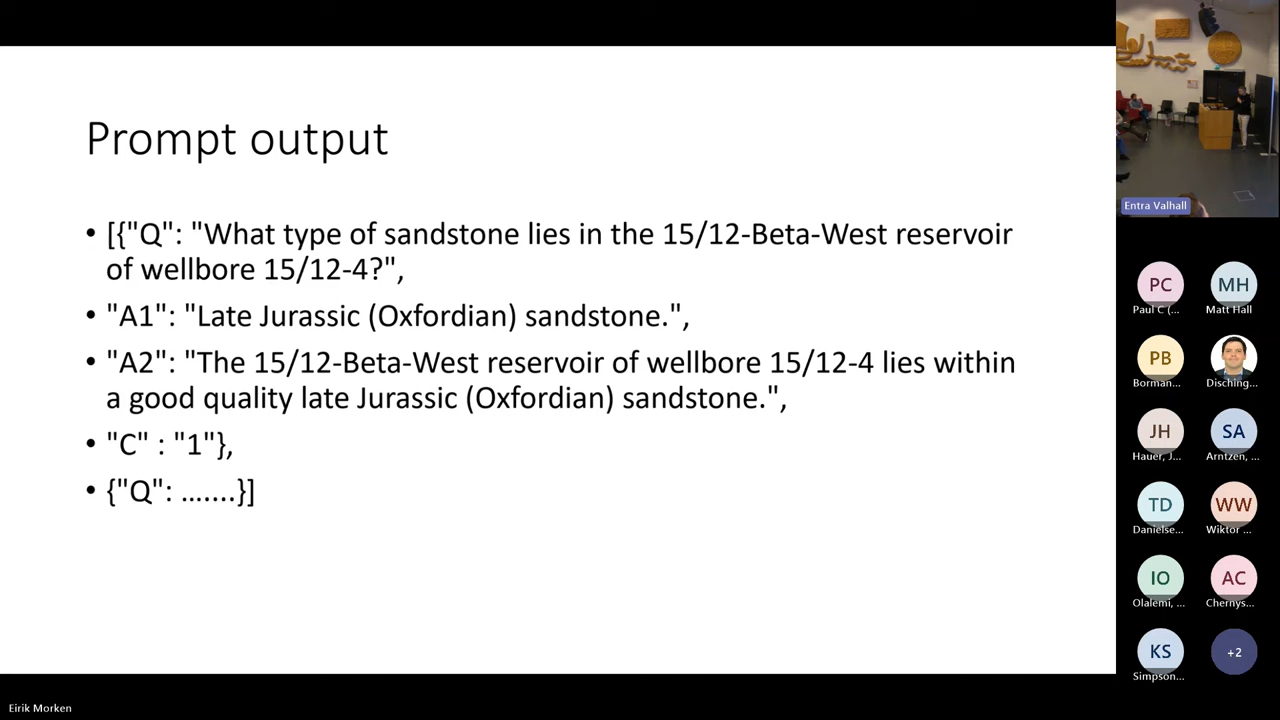 Prompt output
• [{"Q": "What type of sandstone lies in the 15/12-Beta-West reservoir
of wellbore 15/12-4?",
• "A1": "Late Jurassic (Oxfordian) sandstone.",
• "A2": "The 15/12-Beta-West reservoir of wellbore 15/12-4 lies within
a good quality late Jurassic (Oxfordian) sandstone.",
• "C" : "1"},
• {"Q": …....}]
Entra Valhall
PC
MH
Paul C (...
Matt Hall
PB
Borman...
Disching...
JH
SA
Hauer, J...
Arntzen, ...
TD
WW
Danielse...
Wiktor ...
IO
AC
Olalemi, ...
Chernys...
KS
+2
Simpson...
Eirik Morken